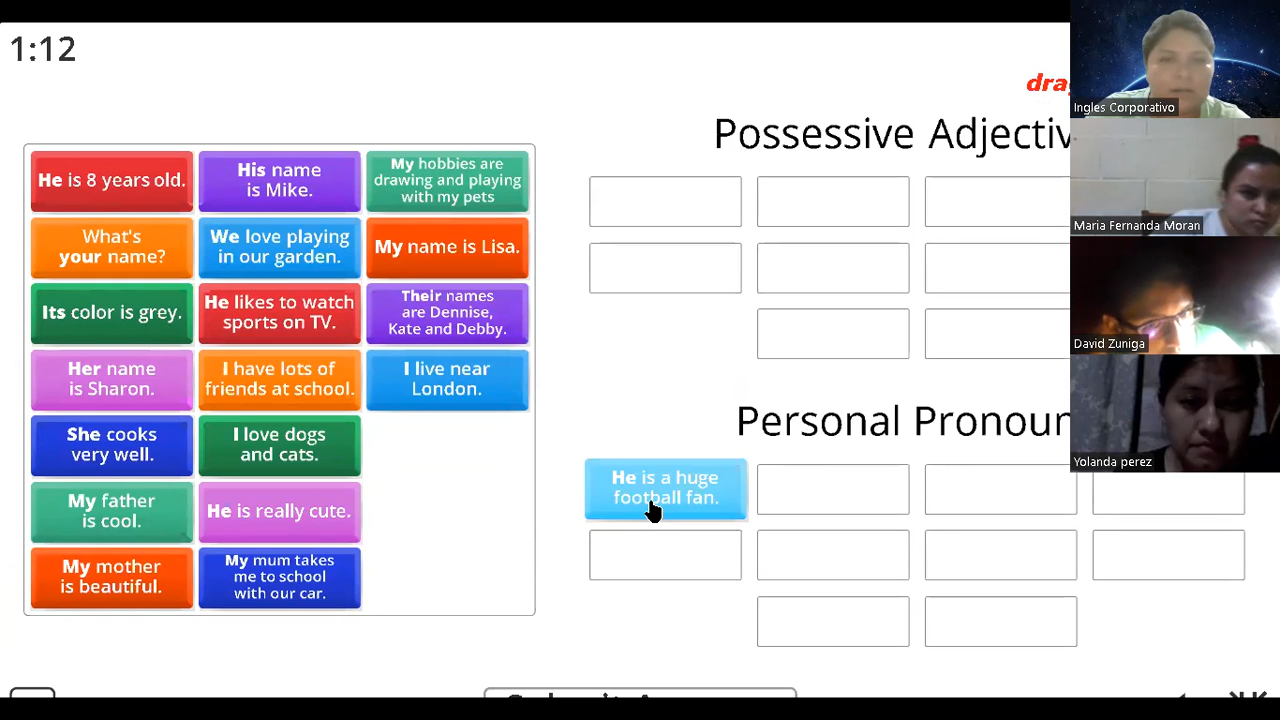 1:12
drag
Possessive Adjectiv
Personal Pronoun
He is 8 years old.
His name
is Mike.
My hobbies are
drawing and playing
with my pets
What's
your name?
We love playing
in our garden.
My name is Lisa.
Its color is grey.
He likes to watch
sports on TV.
Their names
are Dennise,
Kate and Debby.
Her name
is Sharon.
I have lots of
friends at school.
I live near
London.
She cooks
very well.
I love dogs
and cats.
My father
is cool.
He is really cute.
My mother
is beautiful.
My mum takes
me to school
with our car.
He is a huge
football fan.
Ingles Corporativo
Maria Fernanda Moran
David Zuniga
Yolanda perez